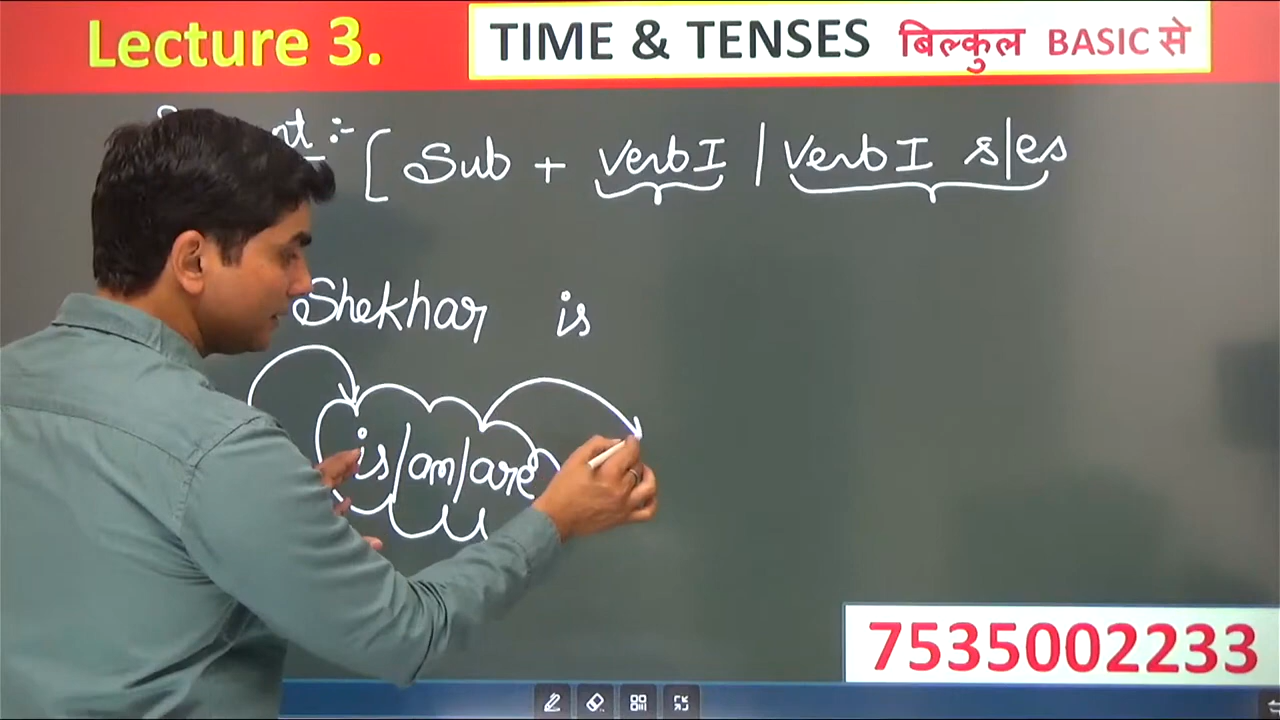 Lecture 3.
TIME & TENSES बिल्कुल BASIC से
:- [ Sub + Verb I | Verb I s|es
Shekhar is
is/am/are
7535002233